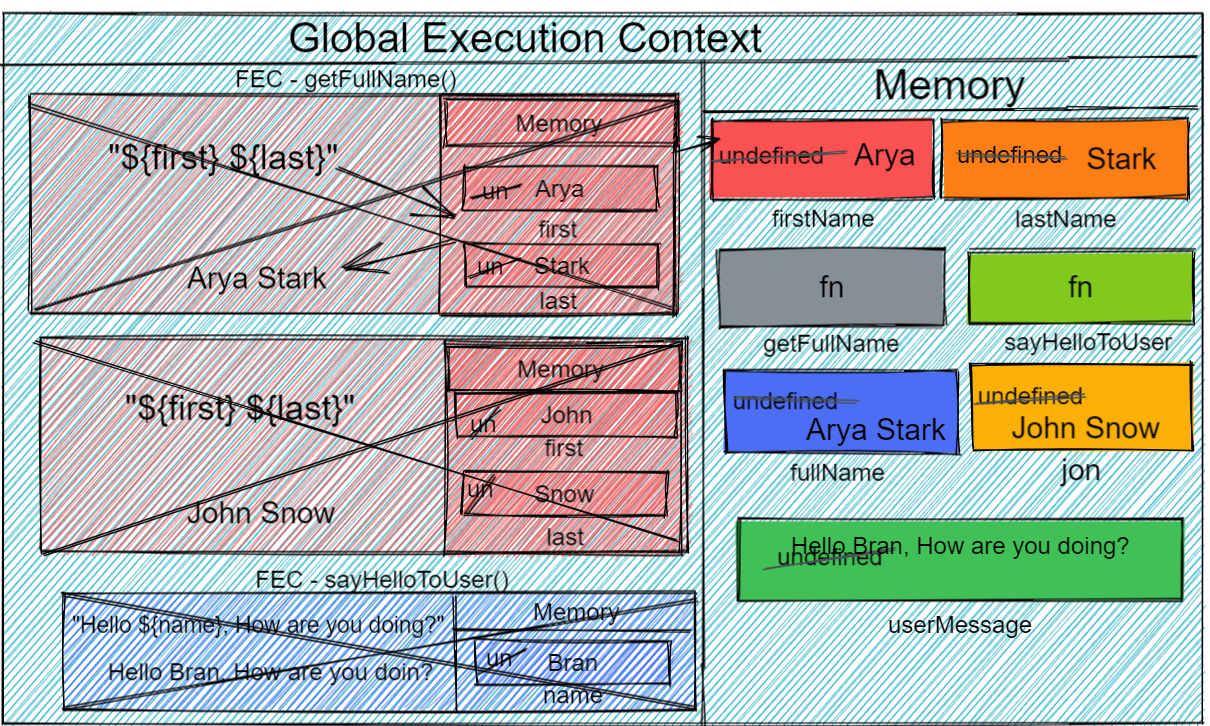 Global Execution Context
FEC - getFullName()
"${first} ${last}"
Arya Stark
Memory
un Arya
first
un Stark
last
"${first} ${last}"
John Snow
Memory
un John
first
un Snow
last
FEC - sayHelloToUser()
"Hello ${name}, How are you doing?"
Hello Bran, How are you doin?
Memory
un Bran
name
Memory
undefined Arya
firstName
undefined Stark
lastName
fn
getFullName
fn
sayHelloToUser
undefined
Arya Stark
fullName
undefined
John Snow
jon
Hello Bran, How are you doing?
undefined
userMessage